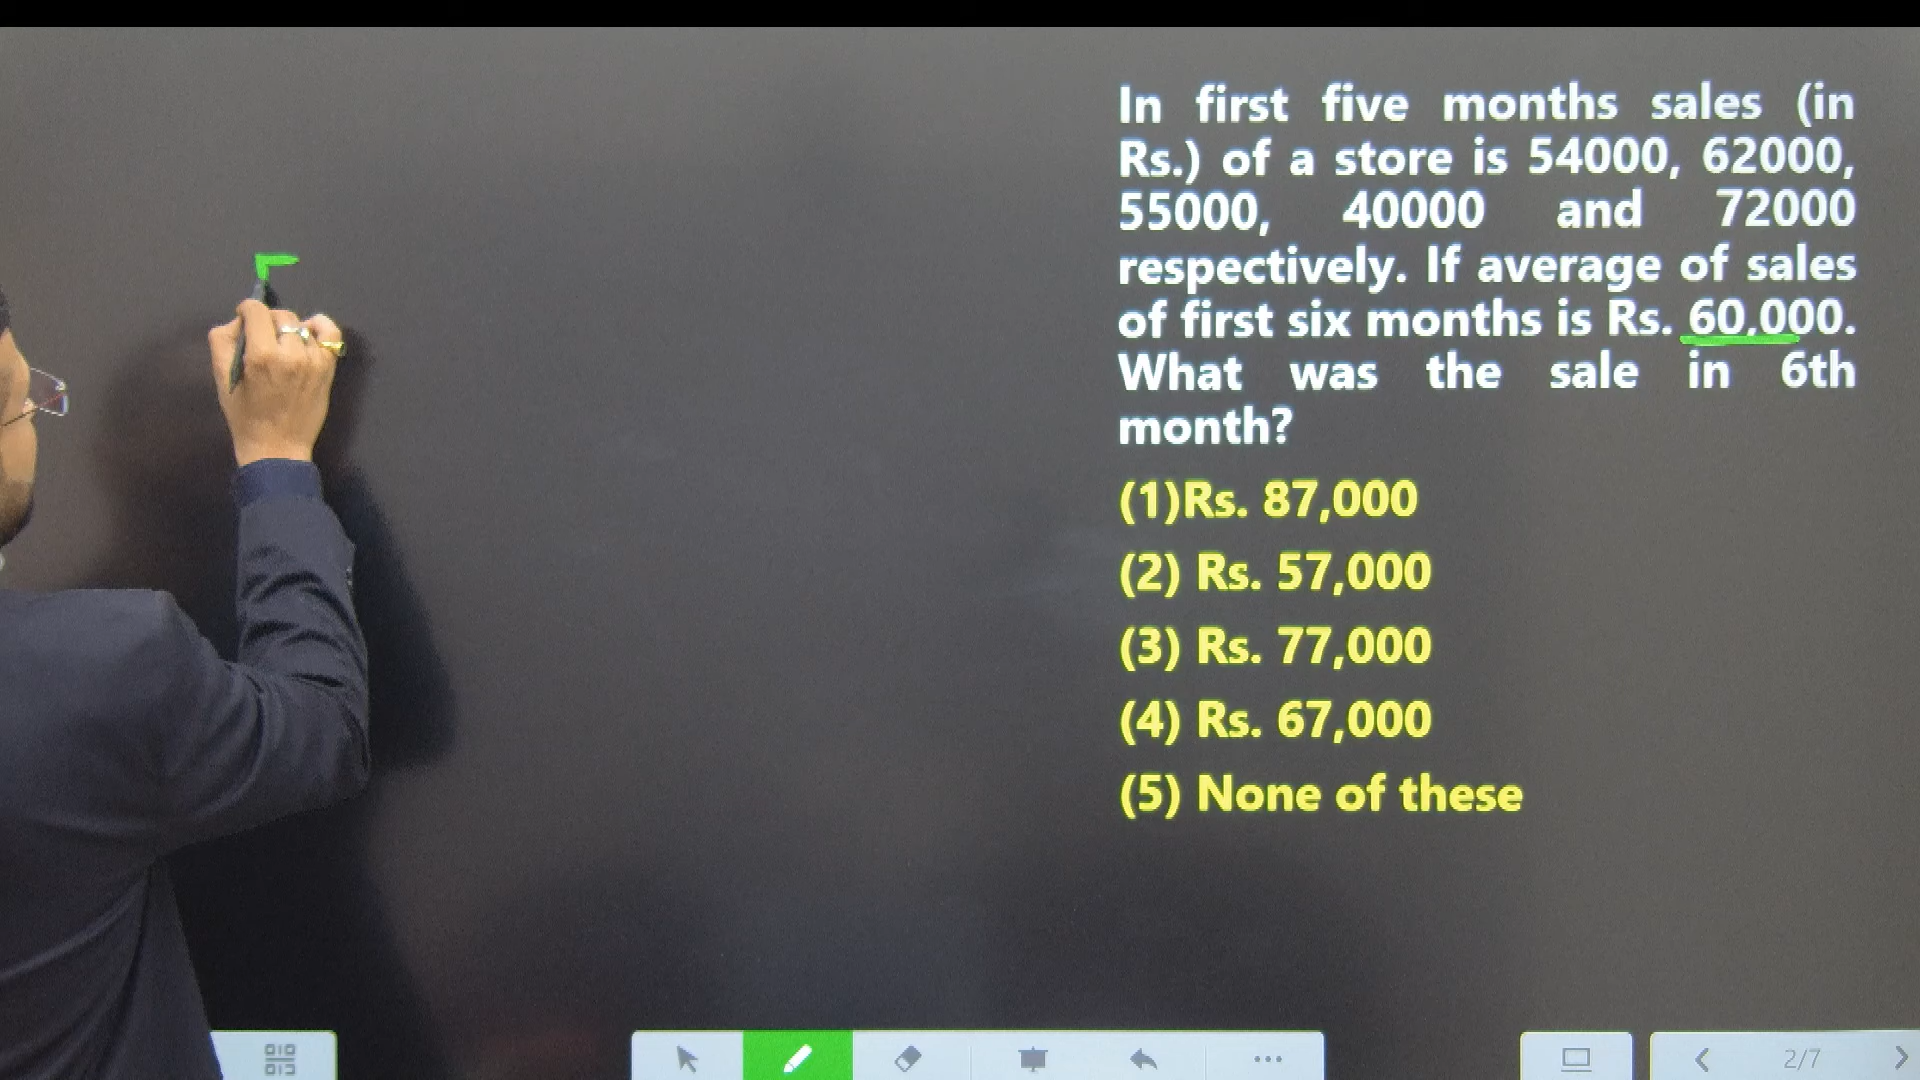 In first five months sales (in
Rs.) of a store is 54000, 62000,
55000, 40000 and 72000
respectively. If average of sales
of first six months is Rs. 60,000.
What was the sale in 6th
month?
(1)Rs. 87,000
(2) Rs. 57,000
(3) Rs. 77,000
(4) Rs. 67,000
(5) None of these
2/7